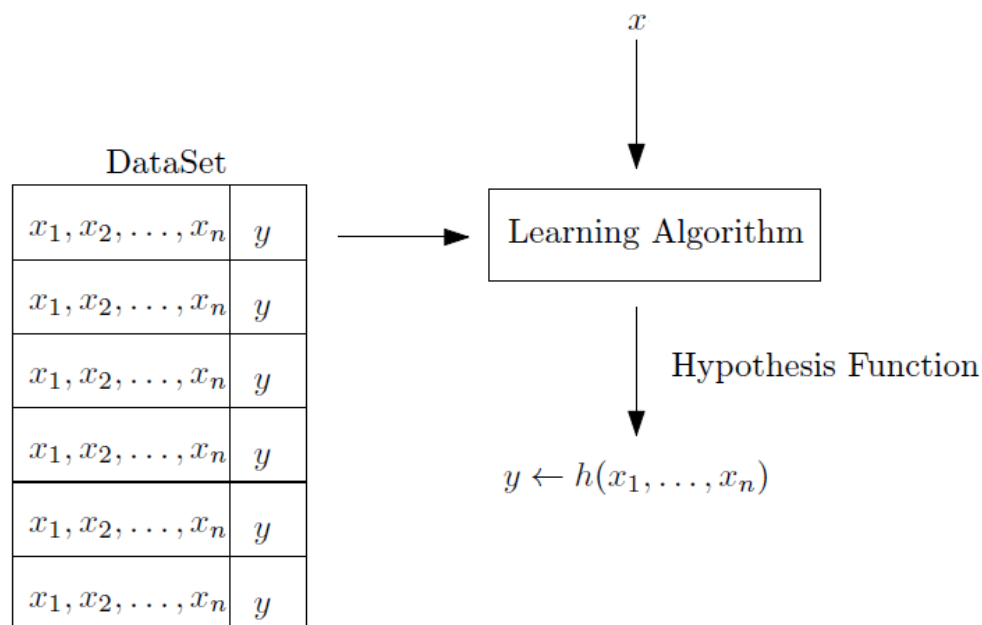 x
DataSet
x₁, x₂, . . . , xₙ y
Learning Algorithm
x₁, x₂, . . . , xₙ y
x₁, x₂, . . . , xₙ y
Hypothesis Function
x₁, x₂, . . . , xₙ y
y ← h(x₁, . . . , xₙ)
x₁, x₂, . . . , xₙ y
x₁, x₂, . . . , xₙ y